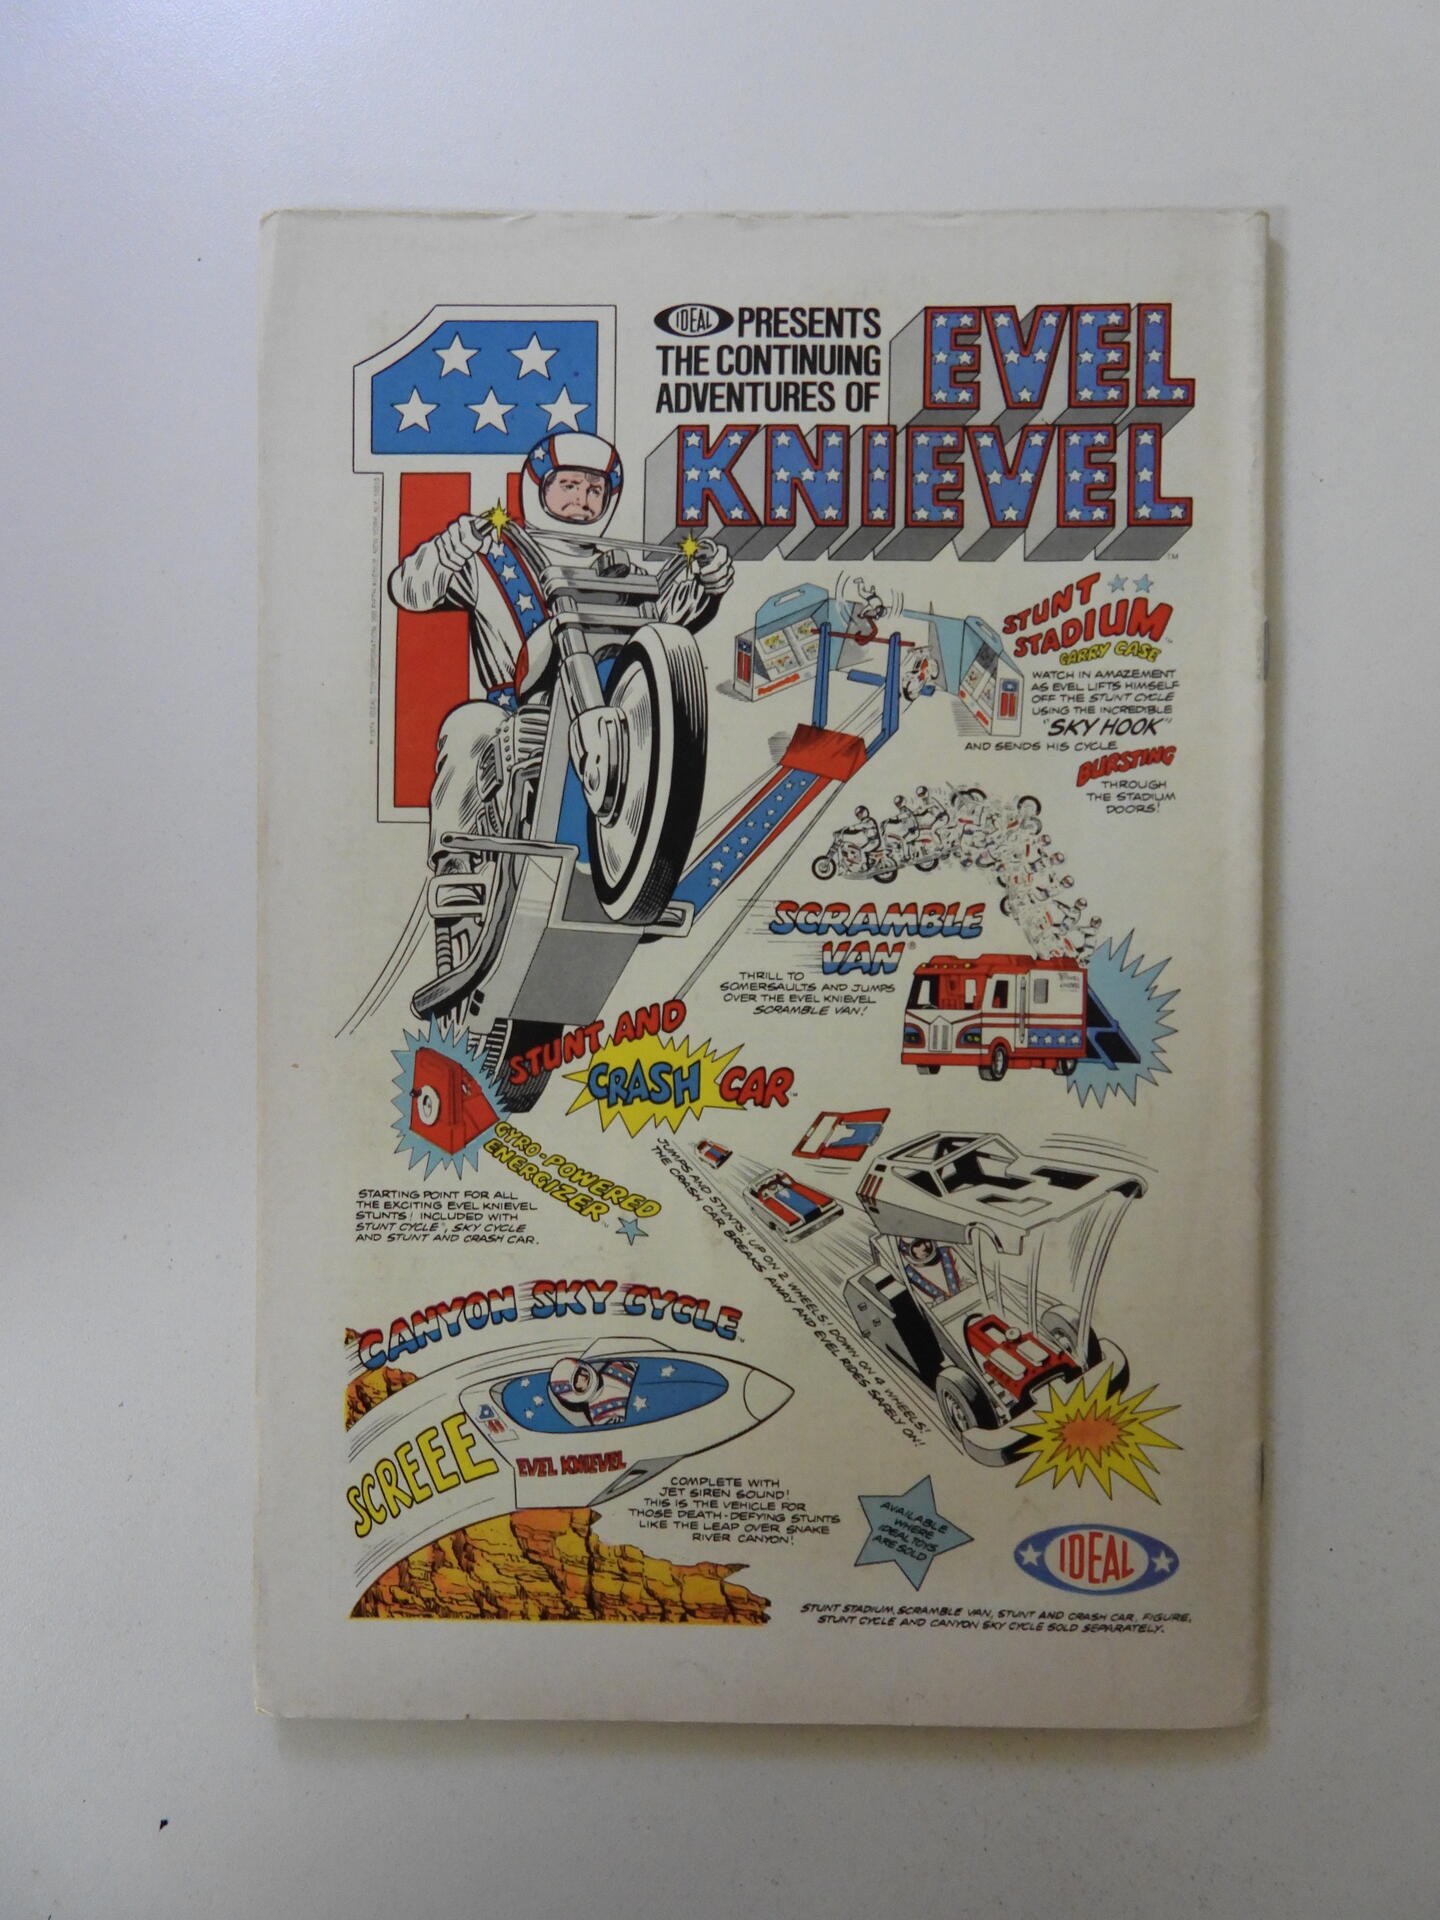 IDEAL PRESENTS
THE CONTINUING
ADVENTURES OF
EVEL
KNIEVEL
TM
STUNT
STADIUM
CARRY CASE
WATCH IN AMAZEMENT
AS EVEL LIFTS HIMSELF
OFF THE STUNT CYCLE
USING THE INCREDIBLE
"SKY HOOK"
AND SENDS HIS CYCLE
BURSTING
THROUGH
THE STADIUM
DOORS!
SCRAMBLE
VAN®
THRILL TO
SOMERSAULTS AND JUMPS
OVER THE EVEL KNIEVEL
SCRAMBLE VAN!
STUNT AND
CRASH CAR
JUMPS AND STUNTS! UP ON 2 WHEELS! DOWN ON 4 WHEELS!
THE CRASH CAR BREAKS AWAY AND EVEL RIDES SAFELY ON!
GYRO-POWERED
ENERGIZER
STARTING POINT FOR ALL
THE EXCITING EVEL KNIEVEL
STUNTS! INCLUDED WITH
STUNT CYCLE, SKY CYCLE
AND STUNT AND CRASH CAR.
CANYON SKY CYCLE
SCREEE
EVEL KNIEVEL
COMPLETE WITH
JET SIREN SOUND!
THIS IS THE VEHICLE FOR
THOSE DEATH-DEFYING STUNTS
LIKE THE LEAP OVER SNAKE
RIVER CANYON!
AVAILABLE
WHERE
IDEAL TOYS
ARE SOLD
IDEAL
STUNT STADIUM, SCRAMBLE VAN, STUNT AND CRASH CAR, FIGURE,
STUNT CYCLE AND CANYON SKY CYCLE SOLD SEPARATELY.